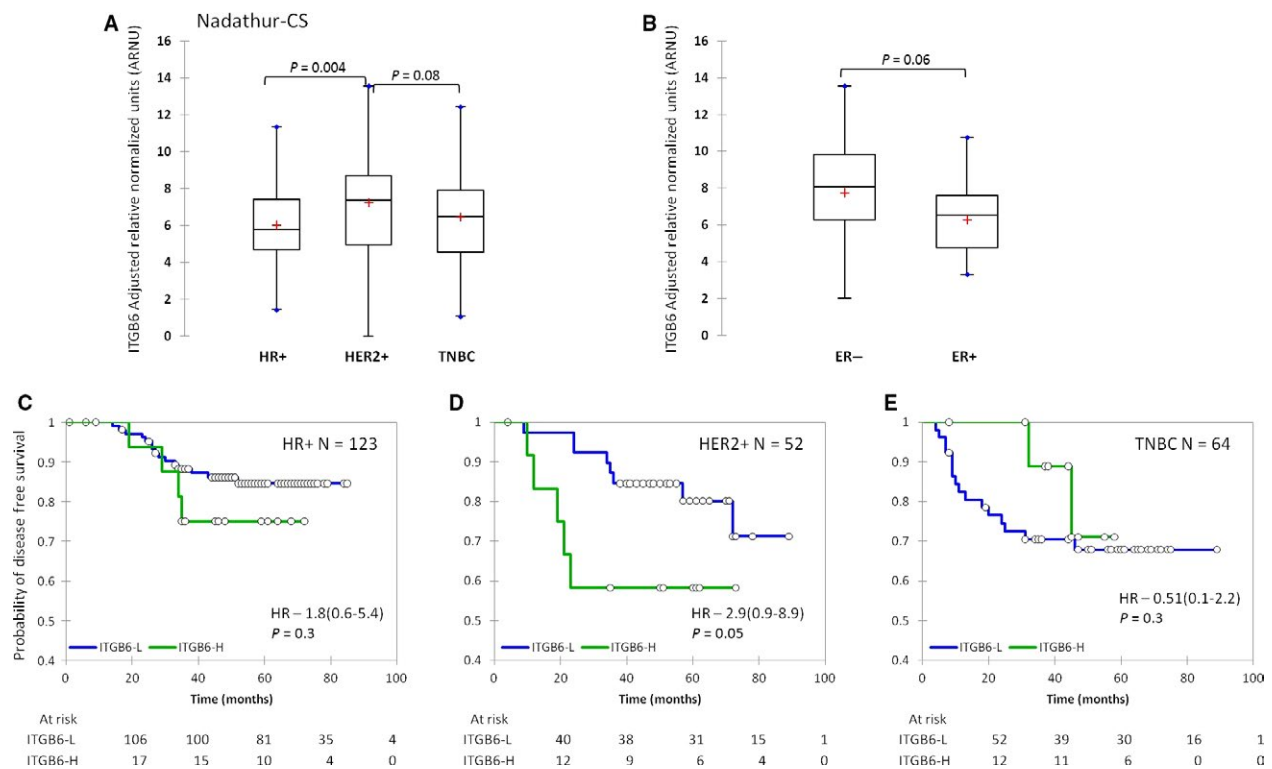 A
Nadathur-CS
ITGB6 Adjusted relative normalized units (ARNU)
16
14
12
10
8
6
4
2
0
P = 0.004
P = 0.08
HR+
HER2+
TNBC
B
ITGB6 Adjusted relative normalized units (ARNU)
16
14
12
10
8
6
4
2
0
P = 0.06
ER–
ER+
C
Probability of disease free survival
1
0.9
0.8
0.7
0.6
0.5
0.4
HR+ N = 123
HR – 1.8(0.6-5.4)
P = 0.3
ITGB6-L ITGB6-H
0 20 40 60 80 100
Time (months)
At risk
ITGB6-L 106 100 81 35 4
ITGB6-H 17 15 10 4 0
D
1
0.9
0.8
0.7
0.6
0.5
0.4
HER2+ N = 52
HR – 2.9(0.9-8.9)
P = 0.05
ITGB6-L ITGB6-H
0 20 40 60 80 100
Time (months)
At risk
ITGB6-L 40 38 31 15 1
ITGB6-H 12 9 6 4 0
E
1
0.9
0.8
0.7
0.6
0.5
0.4
TNBC N = 64
HR – 0.51(0.1-2.2)
P = 0.3
ITGB6-L ITGB6-H
0 20 40 60 80 100
Time (months)
At risk
ITGB6-L 52 39 30 16 1
ITGB6-H 12 11 6 0 0